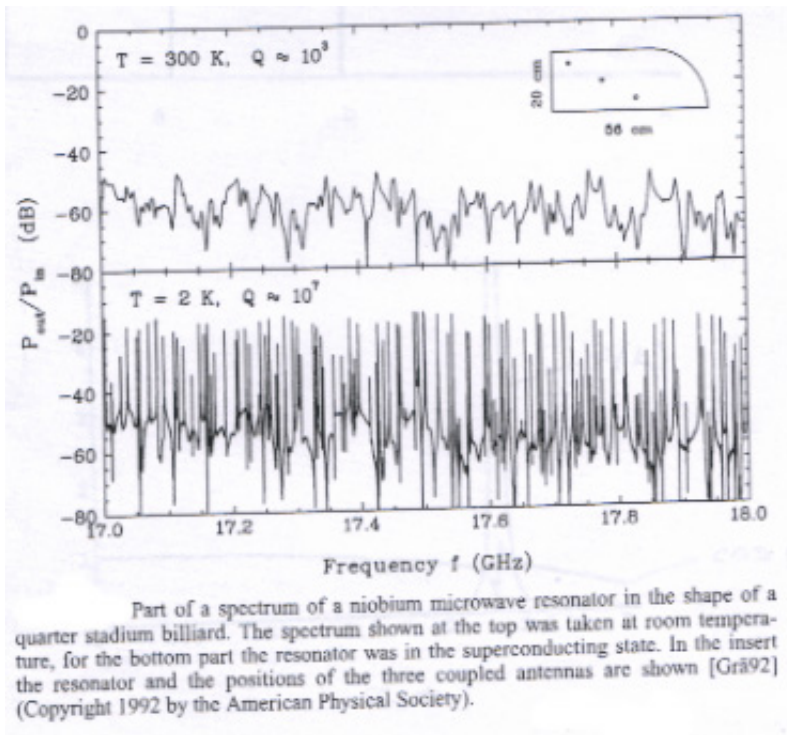 0
T = 300 K, Q ≈ 10³
20 cm
56 cm
−20
−40
−60
−80
P_out/P_in (dB)
T = 2 K, Q ≈ 10⁷
−20
−40
−60
−80
17.0 17.2 17.4 17.6 17.8 18.0
Frequency f (GHz)
Part of a spectrum of a niobium microwave resonator in the shape of a
quarter stadium billiard. The spectrum shown at the top was taken at room tempera-
ture, for the bottom part the resonator was in the superconducting state. In the insert
the resonator and the positions of the three coupled antennas are shown [Grä92]
(Copyright 1992 by the American Physical Society).